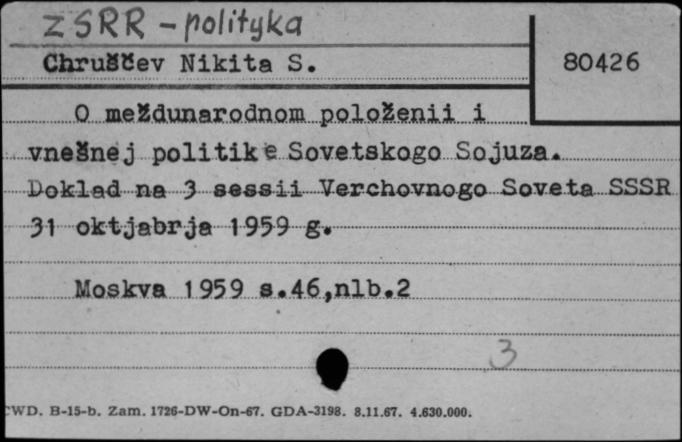 ZSRR - polityka
Chruščev Nikita S.
80426
O meždunarodnom položenii i
vnešnej politike Sovetskogo Sojuza.
Doklad na 3 sessii Verchovnogo Soveta SSSR
31 oktjabrja 1959 g.
Moskva 1959 s.46,nlb.2
3
CWD. B-15-b. Zam. 1726-DW-On-67. GDA-3198. 8.11.67. 4.630.000.